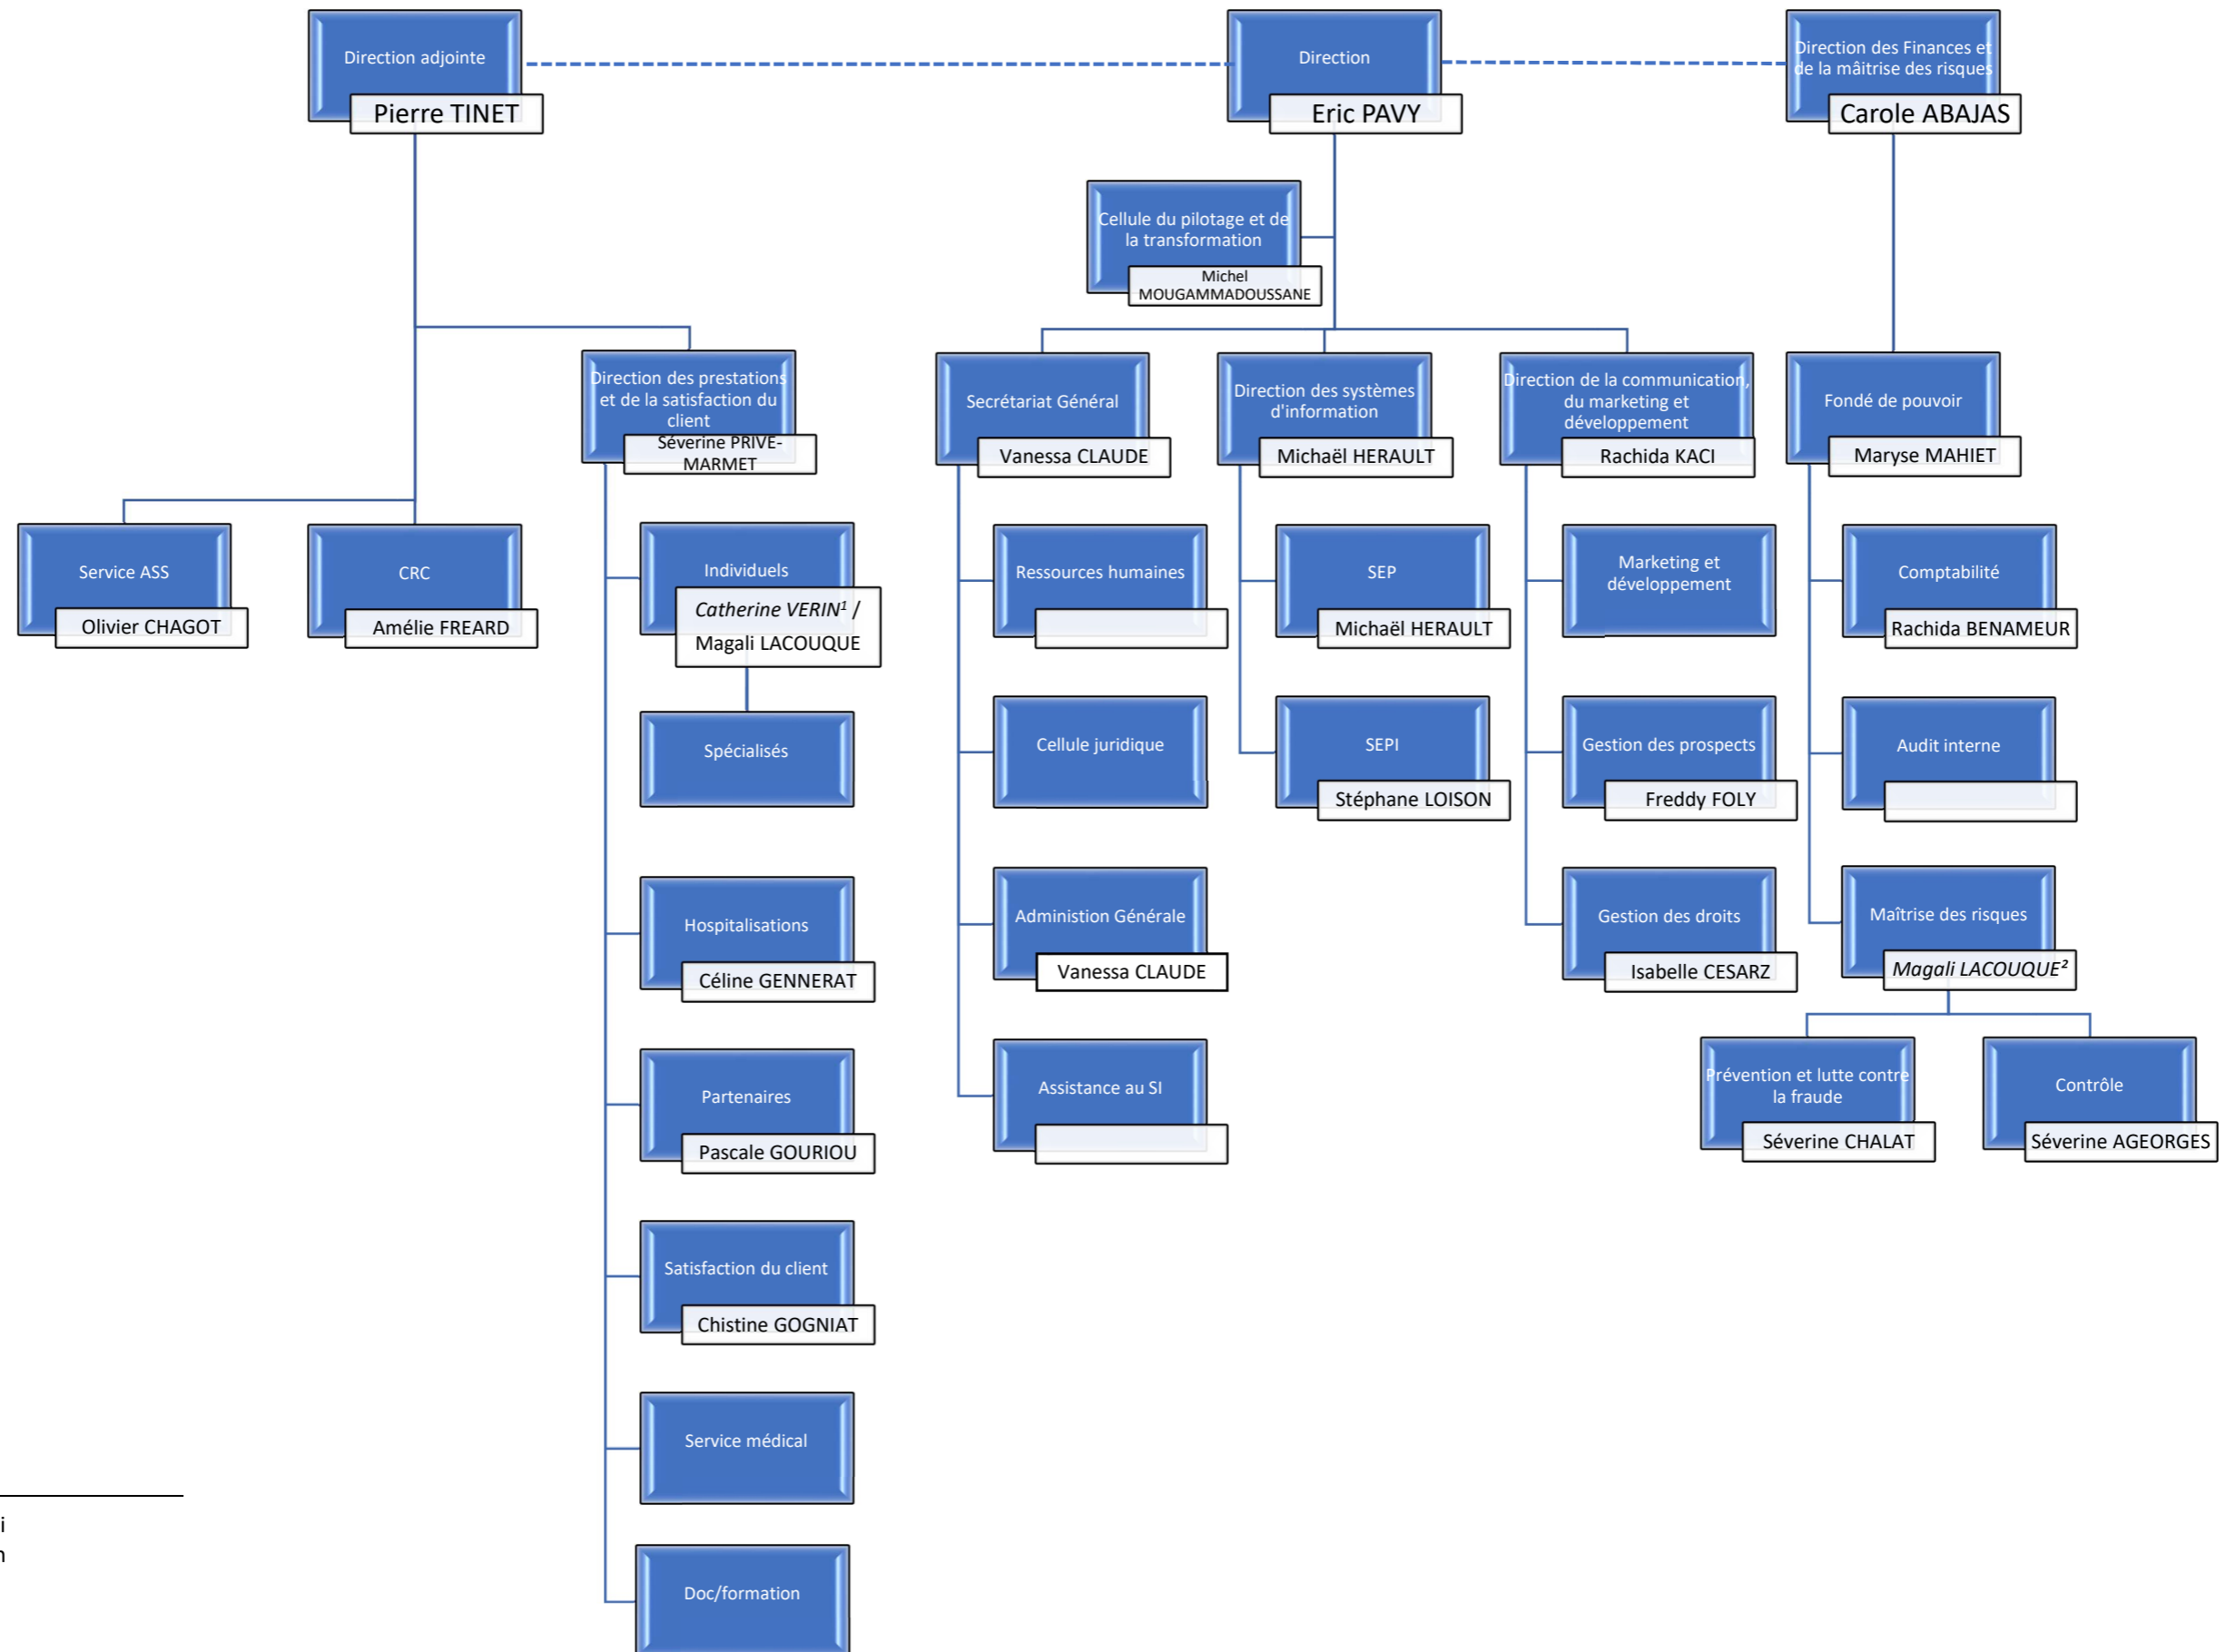 Direction adjointe
Pierre TINET
Direction
Eric PAVY
Direction des Finances et
de la mâitrise des risques
Carole ABAJAS
Cellule du pilotage et de
la transformation
Michel
MOUGAMMADOUSSANE
Direction des prestations
et de la satisfaction du
client
Séverine PRIVE-
MARMET
Secrétariat Général
Vanessa CLAUDE
Direction des systèmes
d'information
Michaël HERAULT
Direction de la communication,
du marketing et
développement
Rachida KACI
Fondé de pouvoir
Maryse MAHIET
Service ASS
Olivier CHAGOT
CRC
Amélie FREARD
Individuels
Catherine VERIN¹ /
Magali LACOUQUE
Spécialisés
Hospitalisations
Céline GENNERAT
Partenaires
Pascale GOURIOU
Satisfaction du client
Chistine GOGNIAT
Service médical
Doc/formation
Ressources humaines
Cellule juridique
Administion Générale
Vanessa CLAUDE
Assistance au SI
SEP
Michaël HERAULT
SEPI
Stéphane LOISON
Marketing et
développement
Gestion des prospects
Freddy FOLY
Gestion des droits
Isabelle CESARZ
Comptabilité
Rachida BENAMEUR
Audit interne
Maîtrise des risques
Magali LACOUQUE²
Prévention et lutte contre
la fraude
Séverine CHALAT
Contrôle
Séverine AGEORGES